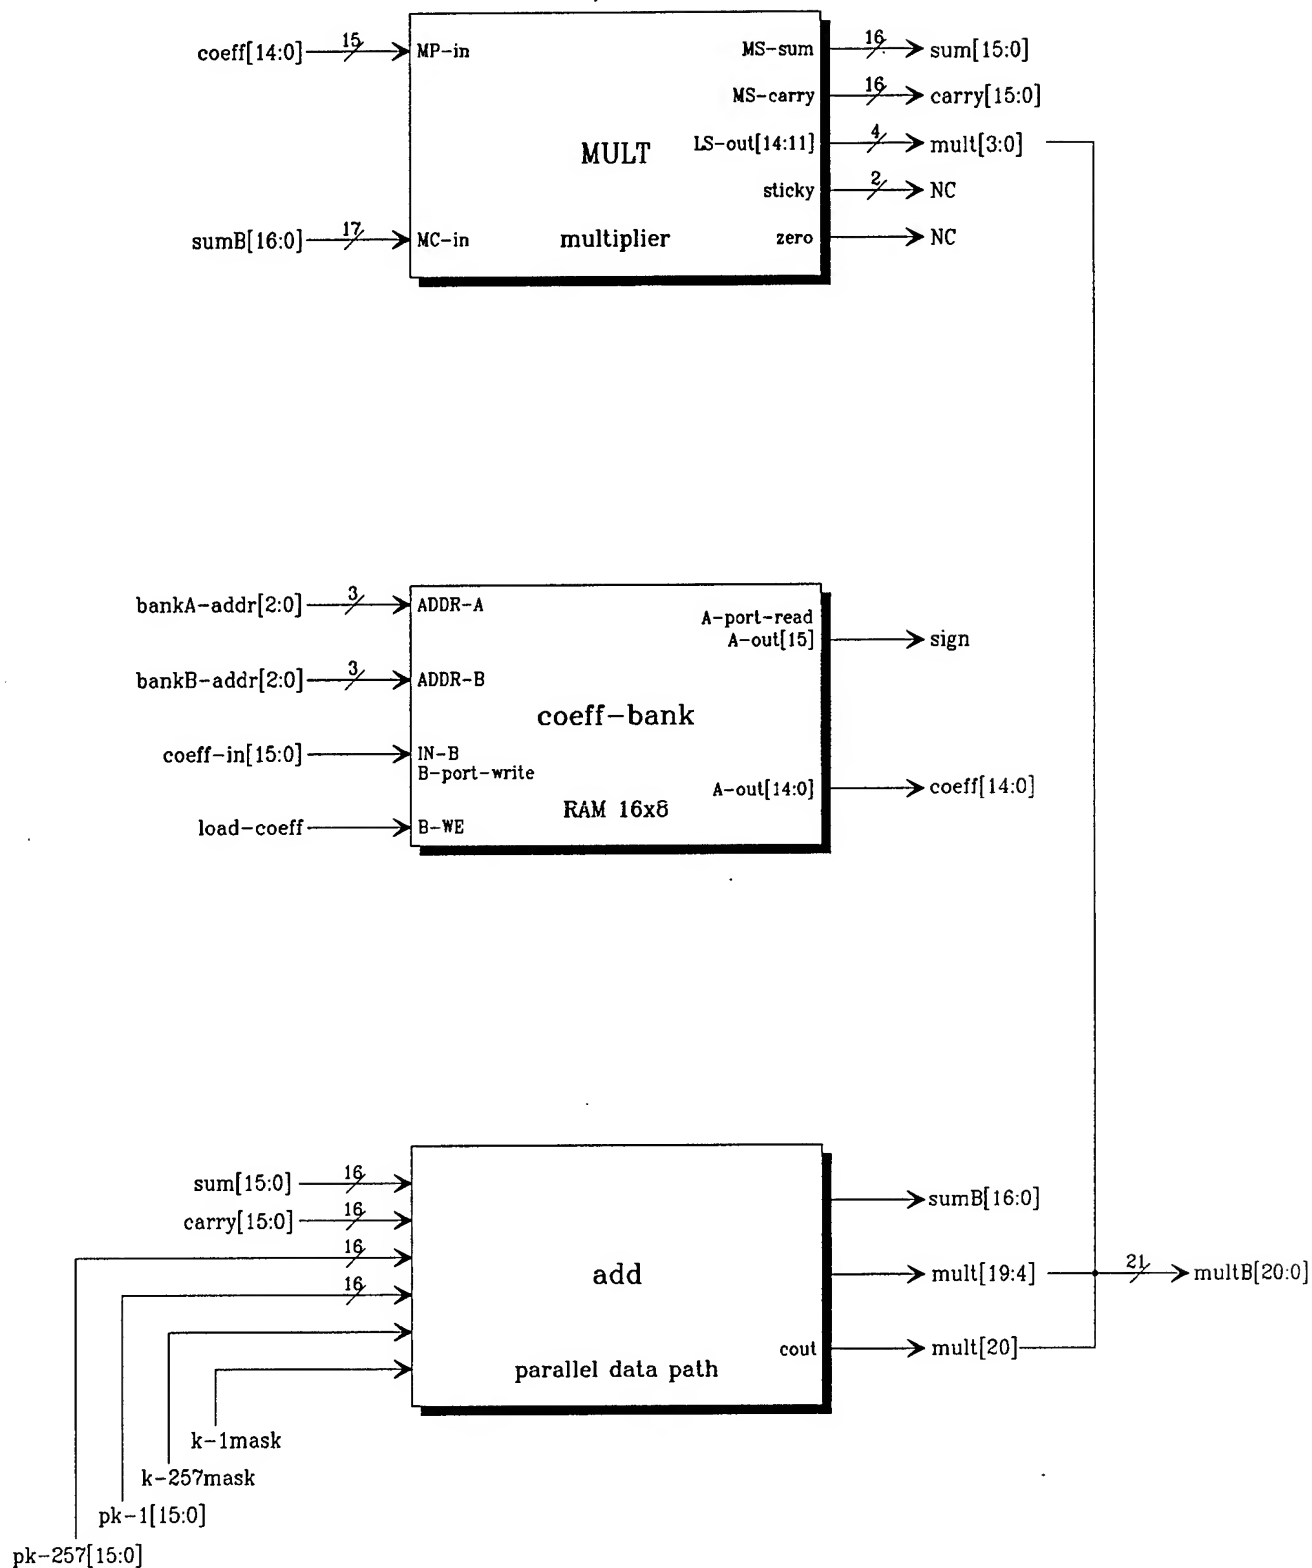 coeff[14:0] 15 MP-in MS-sum 16 sum[15:0]
MS-carry 16 carry[15:0]
MULT LS-out[14:11] 4 mult[3:0]
sticky 2 NC
sumB[16:0] 17 MC-in multiplier zero NC
bankA-addr[2:0] 3 ADDR-A
A-port-read
A-out[15] sign
bankB-addr[2:0] 3 ADDR-B
coeff-bank
coeff-in[15:0] IN-B
B-port-write
A-out[14:0] coeff[14:0]
RAM 16x8
load-coeff B-WE
sum[15:0] 16
sumB[16:0]
carry[15:0] 16
16
add mult[19:4] 21 multB[20:0]
16
cout mult[20]
parallel data path
k-1mask
k-257mask
pk-1[15:0]
pk-257[15:0]